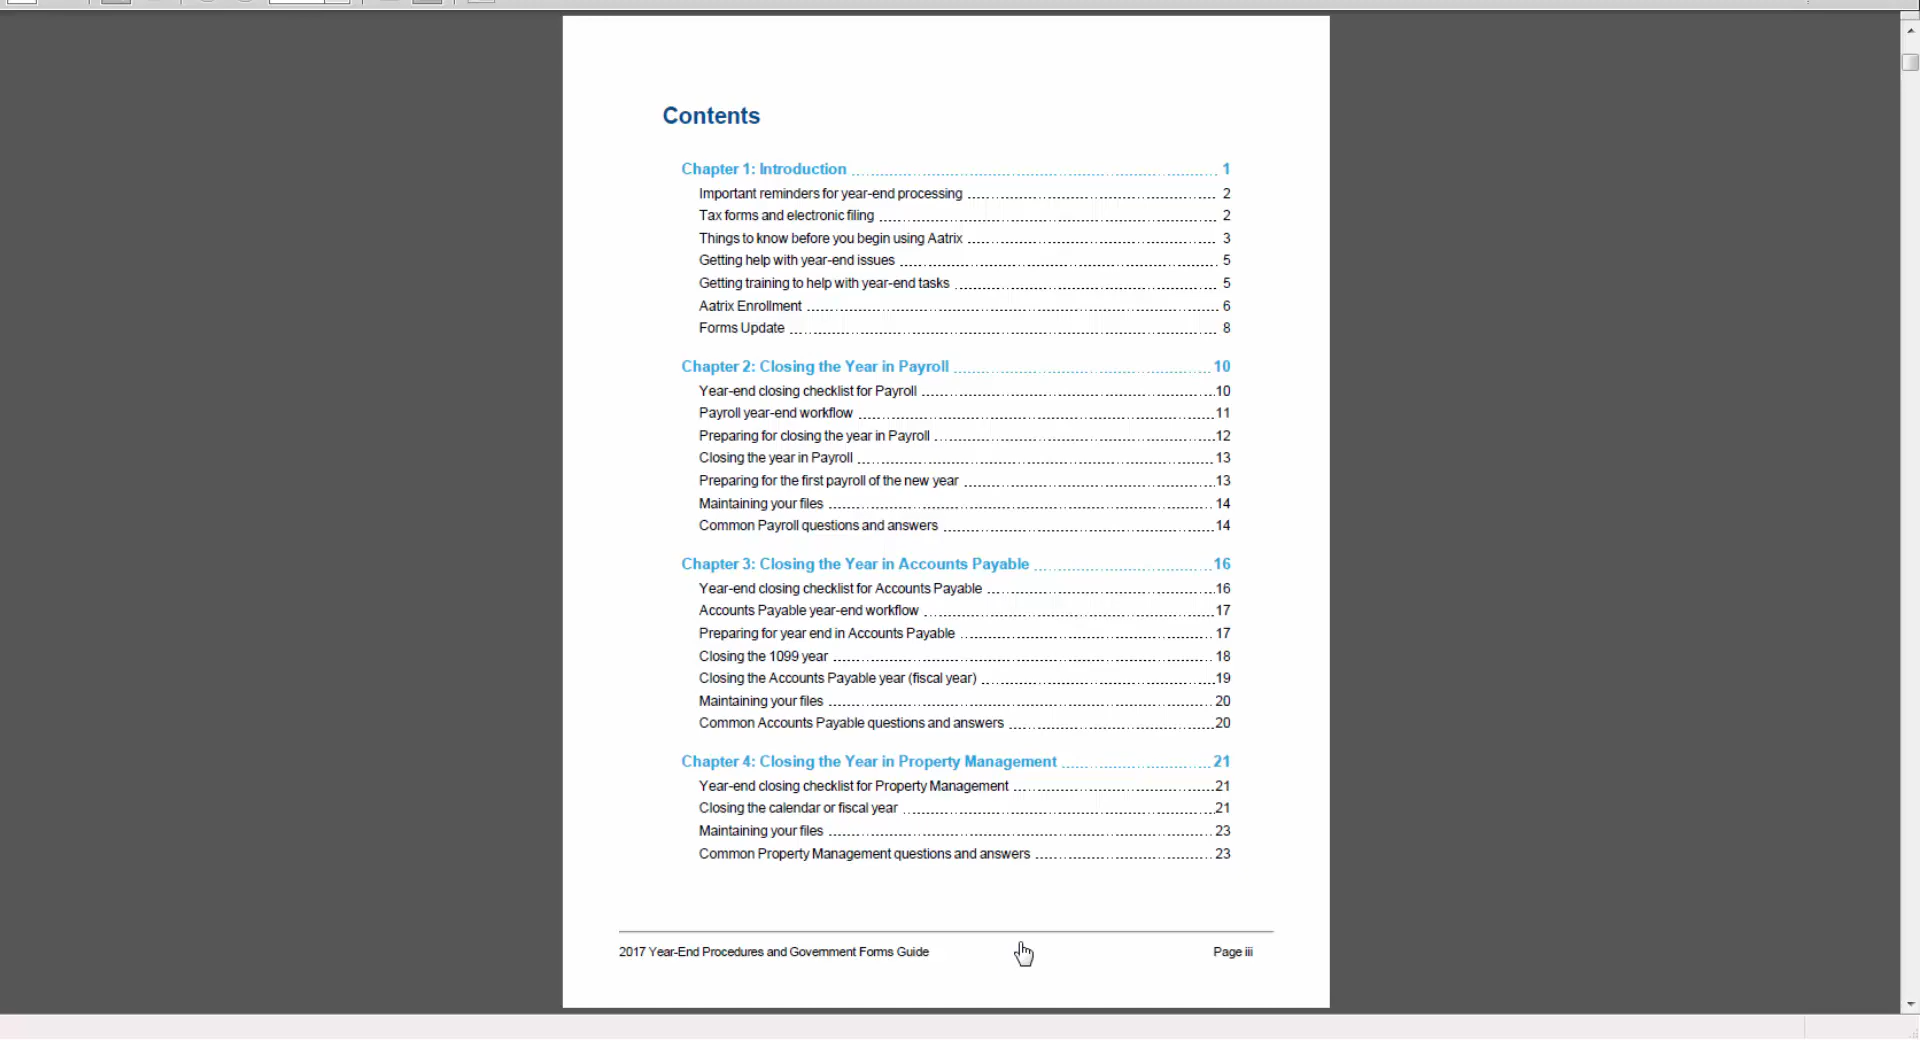 Contents
Chapter 1: Introduction 1
Important reminders for year-end processing 2
Tax forms and electronic filing 2
Things to know before you begin using Aatrix 3
Getting help with year-end issues 5
Getting training to help with year-end tasks 5
Aatrix Enrollment 6
Forms Update 8
Chapter 2: Closing the Year in Payroll 10
Year-end closing checklist for Payroll 10
Payroll year-end workflow 11
Preparing for closing the year in Payroll 12
Closing the year in Payroll 13
Preparing for the first payroll of the new year 13
Maintaining your files 14
Common Payroll questions and answers 14
Chapter 3: Closing the Year in Accounts Payable 16
Year-end closing checklist for Accounts Payable 16
Accounts Payable year-end workflow 17
Preparing for year end in Accounts Payable 17
Closing the 1099 year 18
Closing the Accounts Payable year (fiscal year) 19
Maintaining your files 20
Common Accounts Payable questions and answers 20
Chapter 4: Closing the Year in Property Management 21
Year-end closing checklist for Property Management 21
Closing the calendar or fiscal year 21
Maintaining your files 23
Common Property Management questions and answers 23
2017 Year-End Procedures and Government Forms Guide Page iii